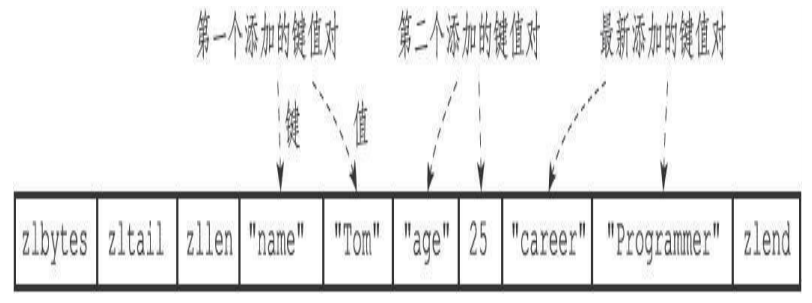 第一个添加的键值对 第二个添加的键值对 最新添加的键值对
键 值
zlbytes zltail zllen "name" "Tom" "age" 25 "career" "Programmer" zlend